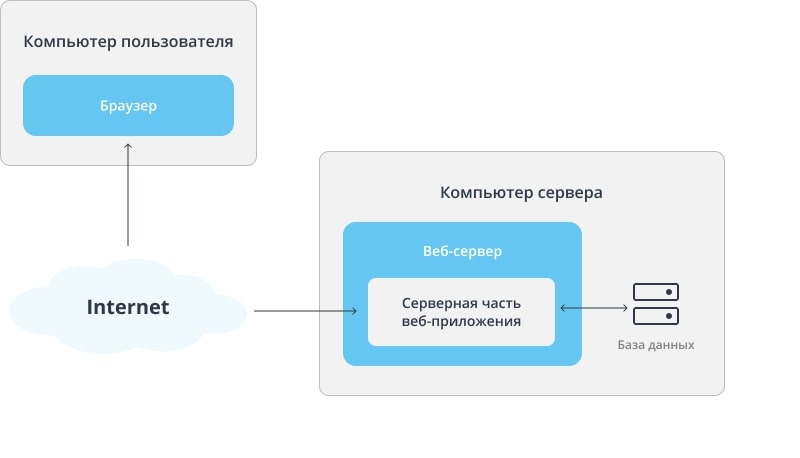 Компьютер пользователя
Браузер
Компьютер сервера
Веб-сервер
Серверная часть
веб-приложения
Internet
База данных